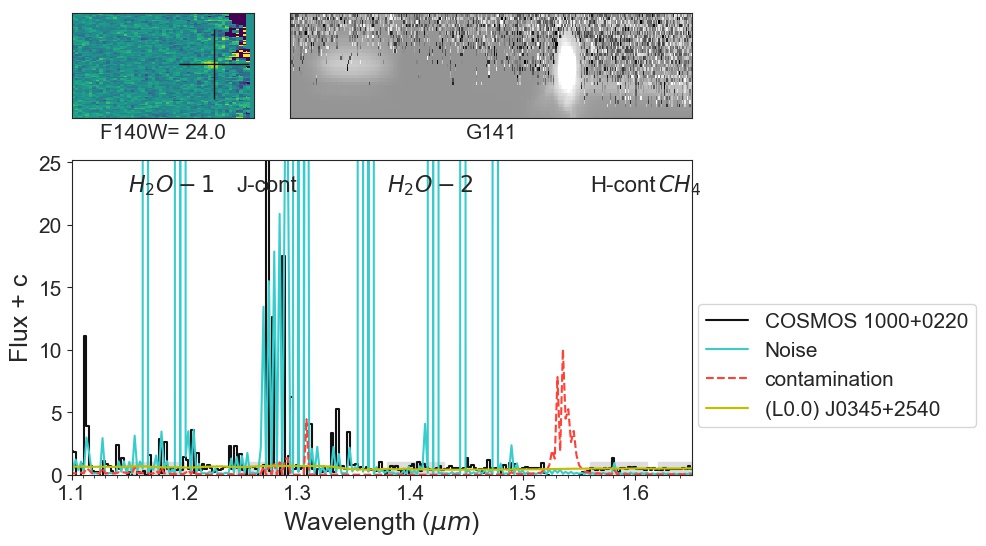 F140W= 24.0
G141
H₂O − 1
J-cont
H₂O − 2
H-cont
CH₄
25
20
15
10
5
0
Flux + c
1.1
1.2
1.3
1.4
1.5
1.6
Wavelength (μm)
COSMOS 1000+0220
Noise
contamination
(L0.0) J0345+2540